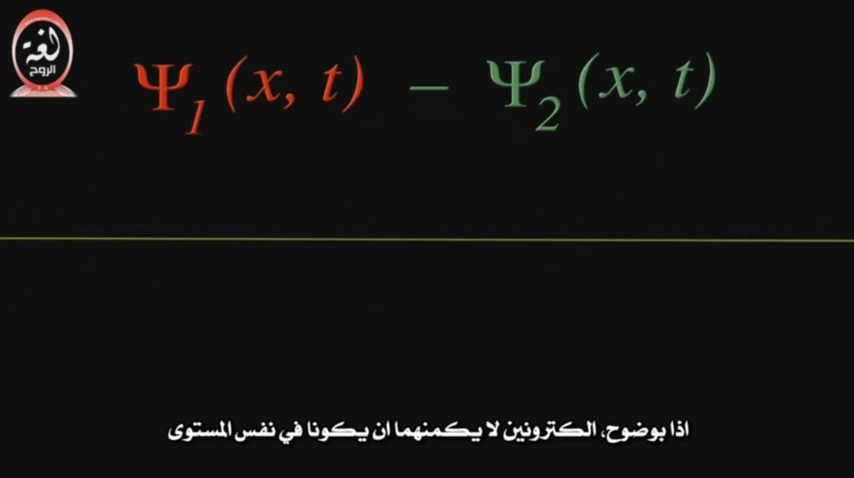 لغة
الروح
Ψ₁ (x, t) – Ψ₂ (x, t)
اذا بوضوح، الكترونين لا يكمنهما ان يكونا في نفس المستوى